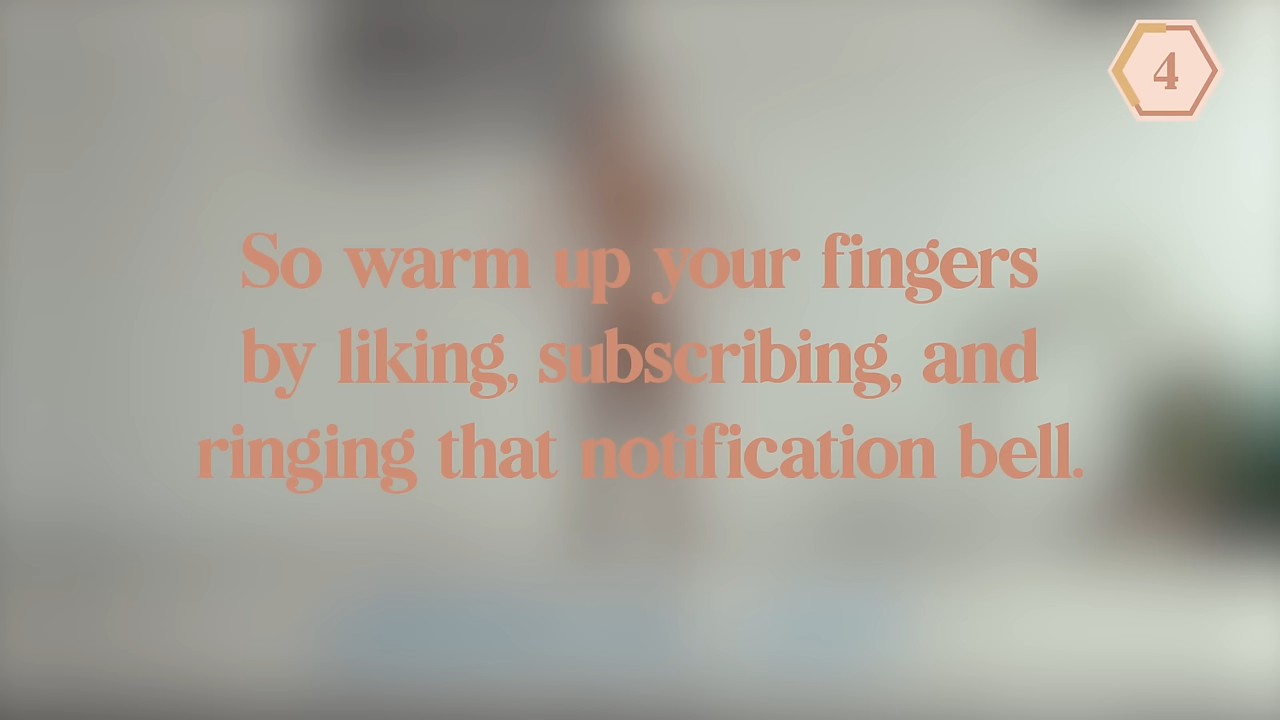 4
So warm up your fingers
by liking, subscribing, and
ringing that notification bell.